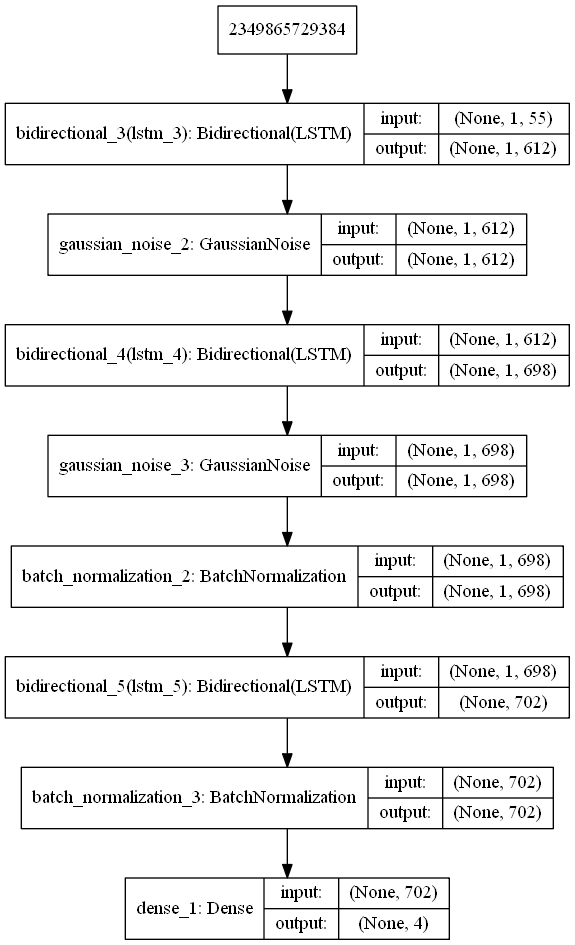 2349865729384
bidirectional_3(lstm_3): Bidirectional(LSTM)
input: (None, 1, 55)
output: (None, 1, 612)
gaussian_noise_2: GaussianNoise
input: (None, 1, 612)
output: (None, 1, 612)
bidirectional_4(lstm_4): Bidirectional(LSTM)
input: (None, 1, 612)
output: (None, 1, 698)
gaussian_noise_3: GaussianNoise
input: (None, 1, 698)
output: (None, 1, 698)
batch_normalization_2: BatchNormalization
input: (None, 1, 698)
output: (None, 1, 698)
bidirectional_5(lstm_5): Bidirectional(LSTM)
input: (None, 1, 698)
output: (None, 702)
batch_normalization_3: BatchNormalization
input: (None, 702)
output: (None, 702)
dense_1: Dense
input: (None, 702)
output: (None, 4)